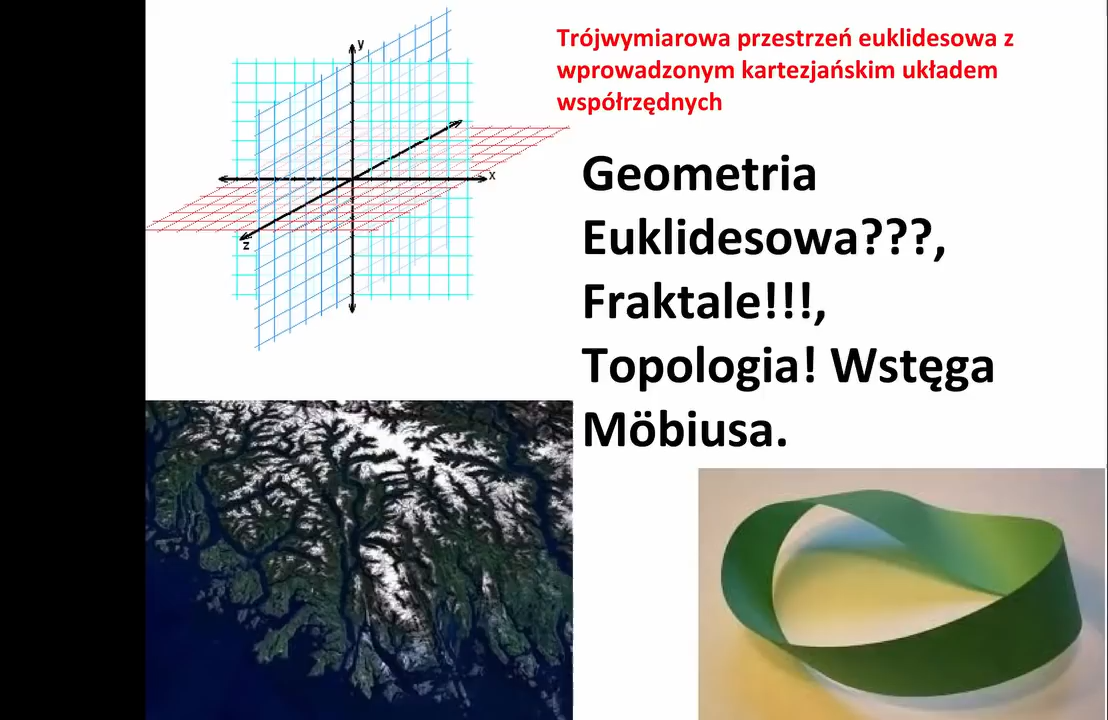 Trójwymiarowa przestrzeń euklidesowa z
wprowadzonym kartezjańskim układem
współrzędnych
y
x
z
Geometria
Euklidesowa???,
Fraktale!!!,
Topologia! Wstęga
Möbiusa.